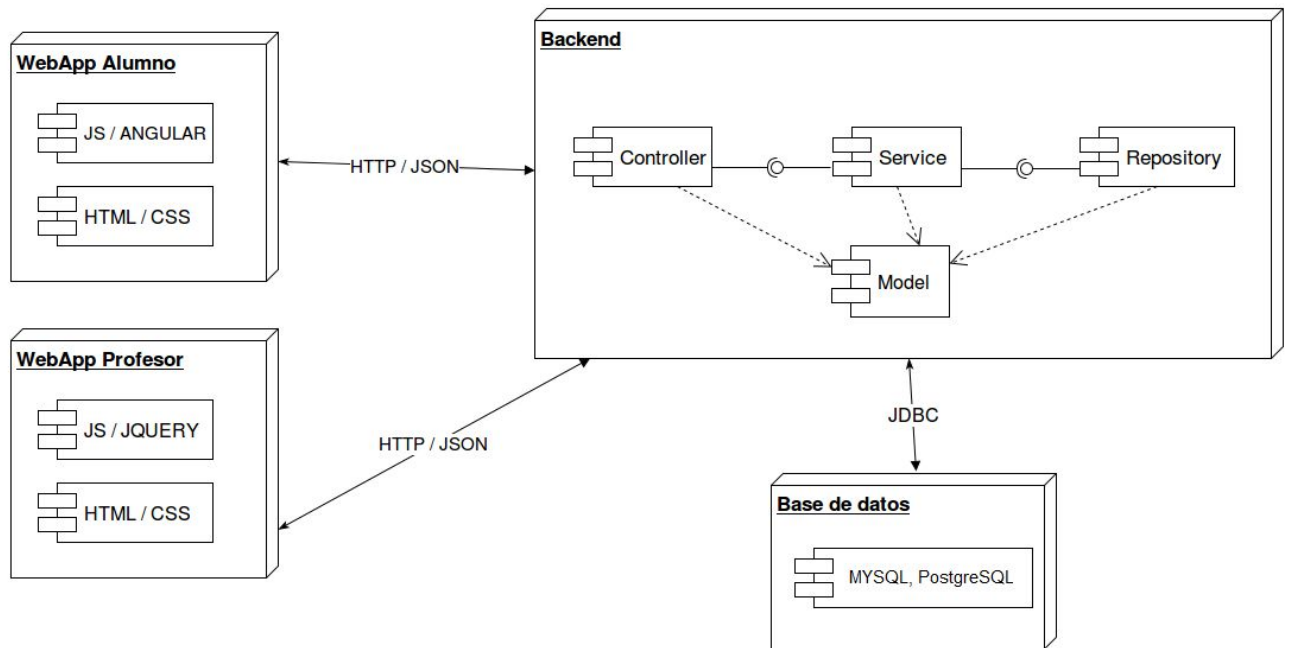 WebApp Alumno
JS / ANGULAR
HTML / CSS
HTTP / JSON
Backend
Controller
Service
Repository
Model
WebApp Profesor
JS / JQUERY
HTML / CSS
HTTP / JSON
JDBC
Base de datos
MYSQL, PostgreSQL